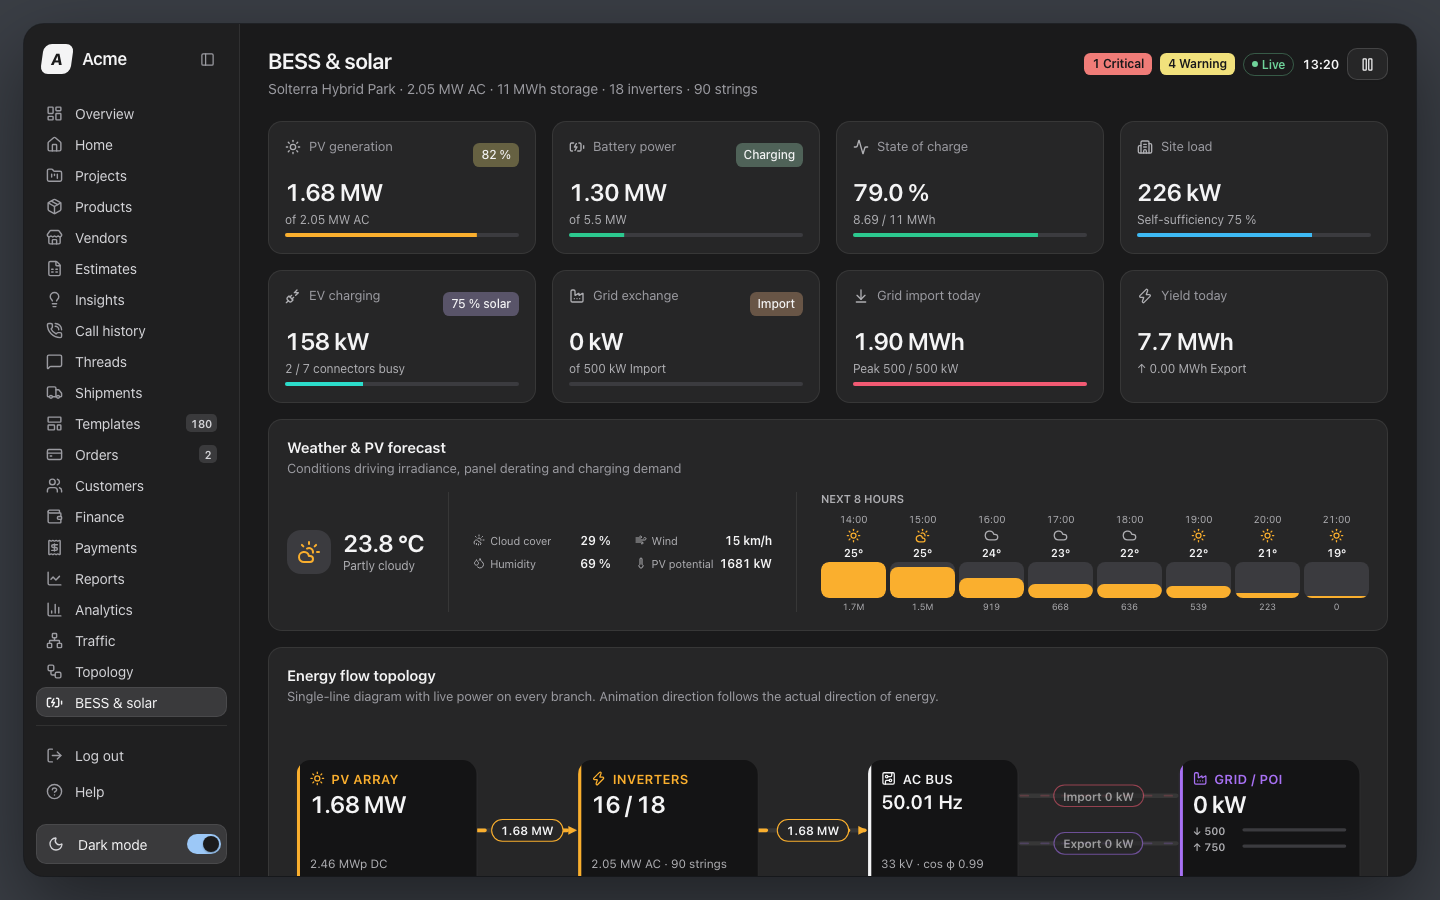 A Acme
Overview
Home
Projects
Products
Vendors
Estimates
Insights
Call history
Threads
Shipments
Templates 180
Orders 2
Customers
Finance
Payments
Reports
Analytics
Traffic
Topology
BESS & solar
Log out
Help
Dark mode
BESS & solar
1 Critical 4 Warning Live 13:20
Solterra Hybrid Park · 2.05 MW AC · 11 MWh storage · 18 inverters · 90 strings
PV generation 82 %
1.68 MW
of 2.05 MW AC
Battery power Charging
1.30 MW
of 5.5 MW
State of charge
79.0 %
8.69 / 11 MWh
Site load
226 kW
Self-sufficiency 75 %
EV charging 75 % solar
158 kW
2 / 7 connectors busy
Grid exchange Import
0 kW
of 500 kW Import
Grid import today
1.90 MWh
Peak 500 / 500 kW
Yield today
7.7 MWh
↑ 0.00 MWh Export
Weather & PV forecast
Conditions driving irradiance, panel derating and charging demand
23.8 °C
Partly cloudy
Cloud cover 29 % Wind 15 km/h
Humidity 69 % PV potential 1681 kW
NEXT 8 HOURS
14:00 15:00 16:00 17:00 18:00 19:00 20:00 21:00
25° 25° 24° 23° 22° 22° 21° 19°
1.7M 1.5M 919 668 636 539 223 0
Energy flow topology
Single-line diagram with live power on every branch. Animation direction follows the actual direction of energy.
PV ARRAY
1.68 MW
2.46 MWp DC
1.68 MW
INVERTERS
16 / 18
2.05 MW AC · 90 strings
1.68 MW
AC BUS
50.01 Hz
33 kV · cos φ 0.99
Import 0 kW
Export 0 kW
GRID / POI
0 kW
↓ 500
↑ 750